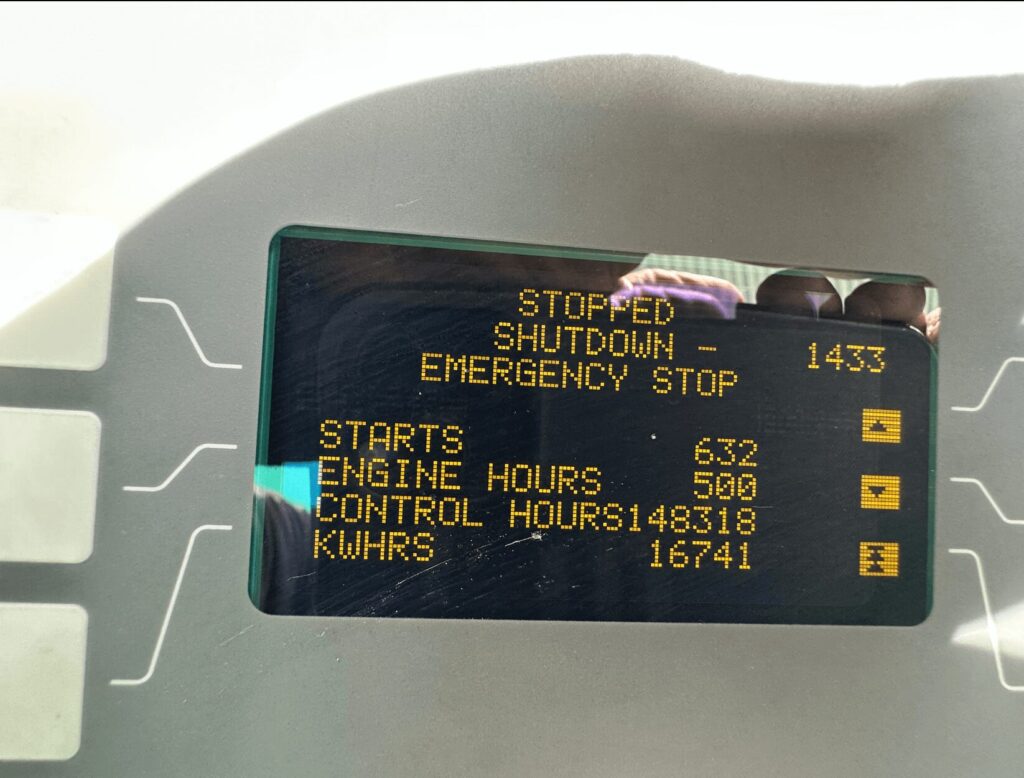 STOPPED
SHUTDOWN - 1433
EMERGENCY STOP
STARTS 632
ENGINE HOURS 500
CONTROL HOURS148318
KWHRS 16741